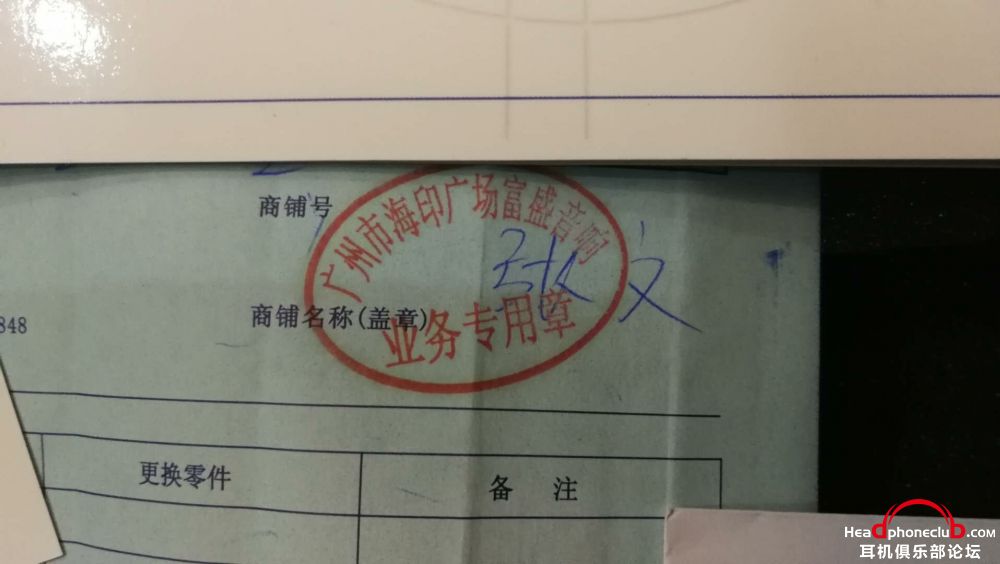 商铺号
广州市海印广场富盛音响
张文
848
商铺名称(盖章)
业务专用章
更换零件
备 注
Headphoneclub.com
耳机俱乐部论坛